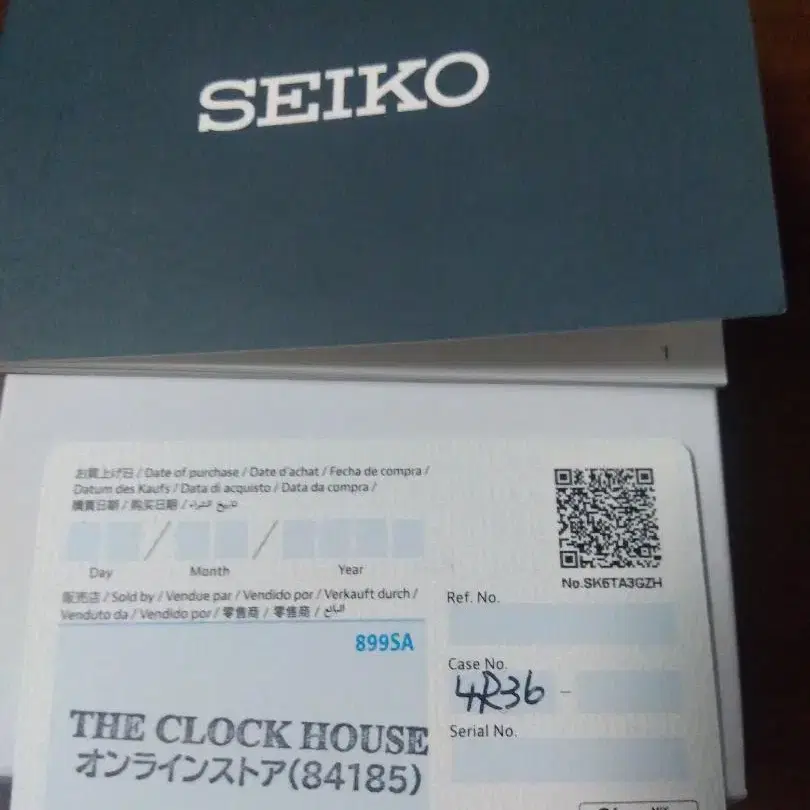 SEIKO
1
お買上げ日 / Date of purchase / Date d'achat / Fecha de compra /
Datum des Kaufs / Data di acquisto / Data da compra /
購買日期 / 购买日期 /
Day Month Year
No.SK6TA3GZH
販売店 / Sold by / Vendue par / Vendido por / Verkauft durch /
Venduto da / Vendido por / 零售商 / 零售商 / البائع
Ref. No.
899SA
Case No.
4R36 -
Serial No.
THE CLOCK HOUSE
オンラインストア(84185)